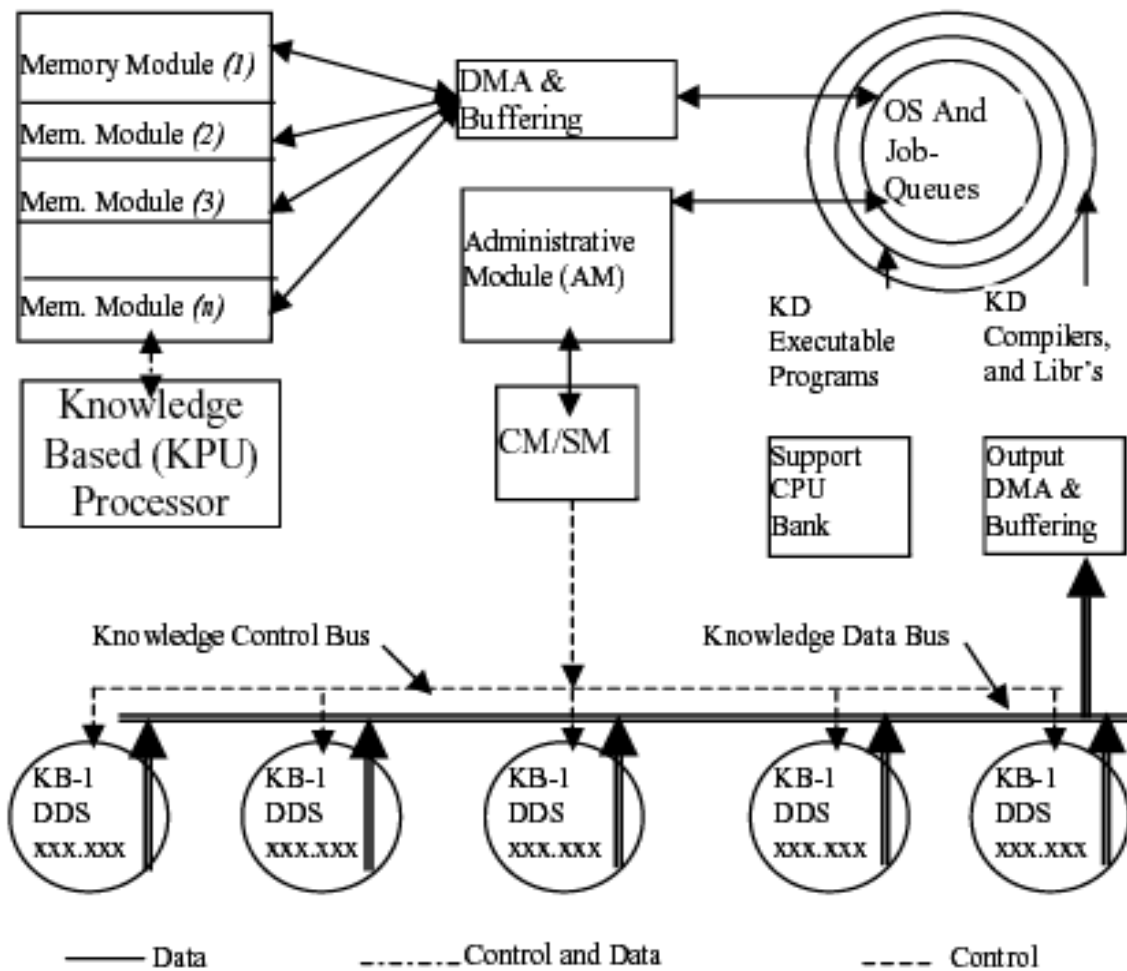 Memory Module (1)
Mem. Module (2)
Mem. Module (3)
Mem. Module (n)
DMA &
Buffering
OS And
Job-
Queues
Administrative
Module (AM)
KD
Executable
Programs
KD
Compilers,
and Libr's
Knowledge
Based (KPU)
Processor
CM/SM
Support
CPU
Bank
Output
DMA &
Buffering
Knowledge Control Bus
Knowledge Data Bus
KB-1
DDS
xxx.xxx
KB-1
DDS
xxx.xxx
KB-1
DDS
xxx.xxx
KB-1
DDS
xxx.xxx
KB-1
DDS
xxx.xxx
Data
Control and Data
Control